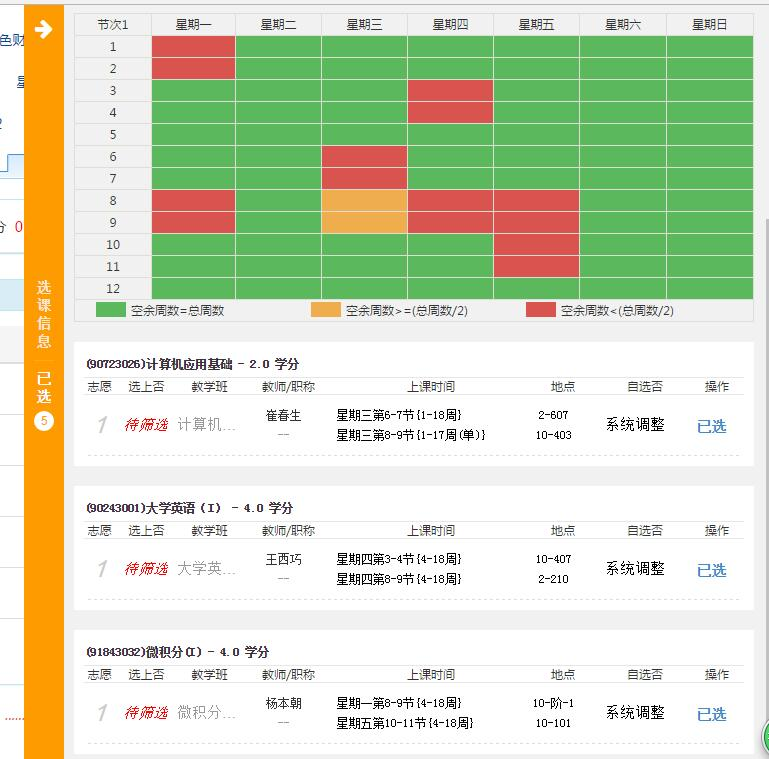 节次1 星期一 星期二 星期三 星期四 星期五 星期六 星期日
1
2
3
4
5
6
7
8
9
10
11
12
空余周数=总周数 空余周数>=(总周数/2) 空余周数<(总周数/2)
色财
2
分 0
选课信息
已选
5
(90723026)计算机应用基础 - 2.0 学分
志愿 选上否 教学班 教师/职称 上课时间 地点 自选否 操作
1 待筛选 计算机... 崔春生 -- 星期三第6-7节{1-18周} 2-607 系统调整 已选
星期三第8-9节{1-17周(单)} 10-403
(90243001)大学英语(I) - 4.0 学分
志愿 选上否 教学班 教师/职称 上课时间 地点 自选否 操作
1 待筛选 大学英... 王西巧 -- 星期四第3-4节{4-18周} 10-407 系统调整 已选
星期四第8-9节{4-18周} 2-210
(91843032)微积分(I) - 4.0 学分
志愿 选上否 教学班 教师/职称 上课时间 地点 自选否 操作
1 待筛选 微积分... 杨本朝 -- 星期一第8-9节{4-18周} 10-阶-1 系统调整 已选
星期五第10-11节{4-18周} 10-101